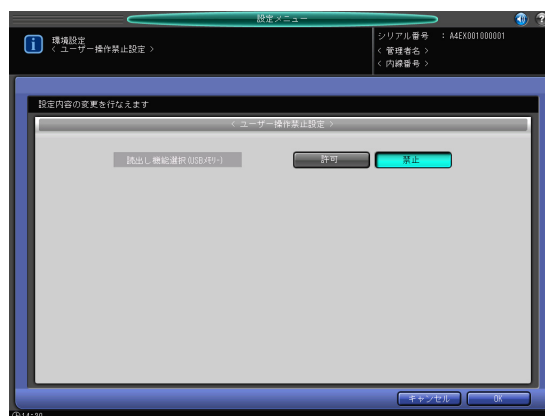 設定メニュー
環境設定
< ユーザー操作禁止設定 >
シリアル番号 : A4EX001000001
< 管理者名 >
< 内線番号 >
設定内容の変更を行なえます
< ユーザー操作禁止設定 >
読出し機能選択(USBメモリー)
許可
禁止
キャンセル
OK
14:20